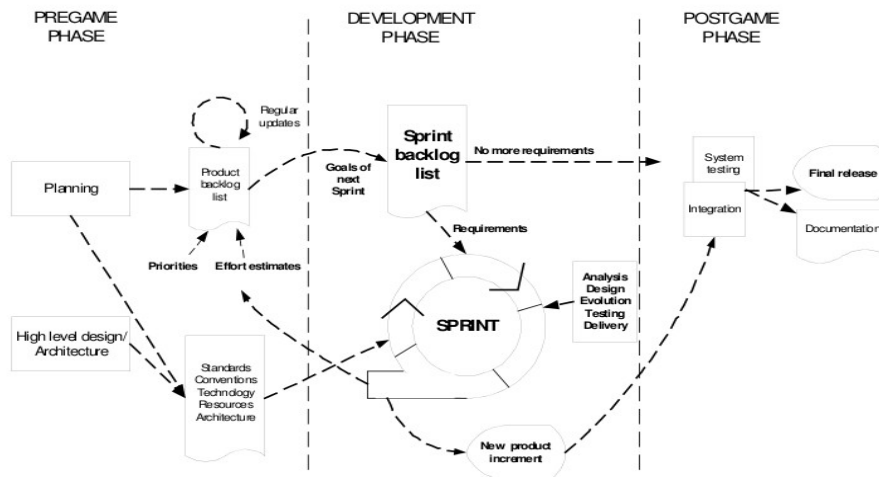 PREGAME
PHASE
DEVELOPMENT
PHASE
POSTGAME
PHASE
Regular
updates
Planning
Product
backlog
list
Goals of
next
Sprint
Sprint
backlog
list
No more requirements
System
testing
Integration
Final release
Documentation
Priorities
Effort estimates
Requirements
High level design/
Architecture
Standards
Conventions
Technology
Resources
Architecture
SPRINT
Analysis
Design
Evolution
Testing
Delivery
New product
increment